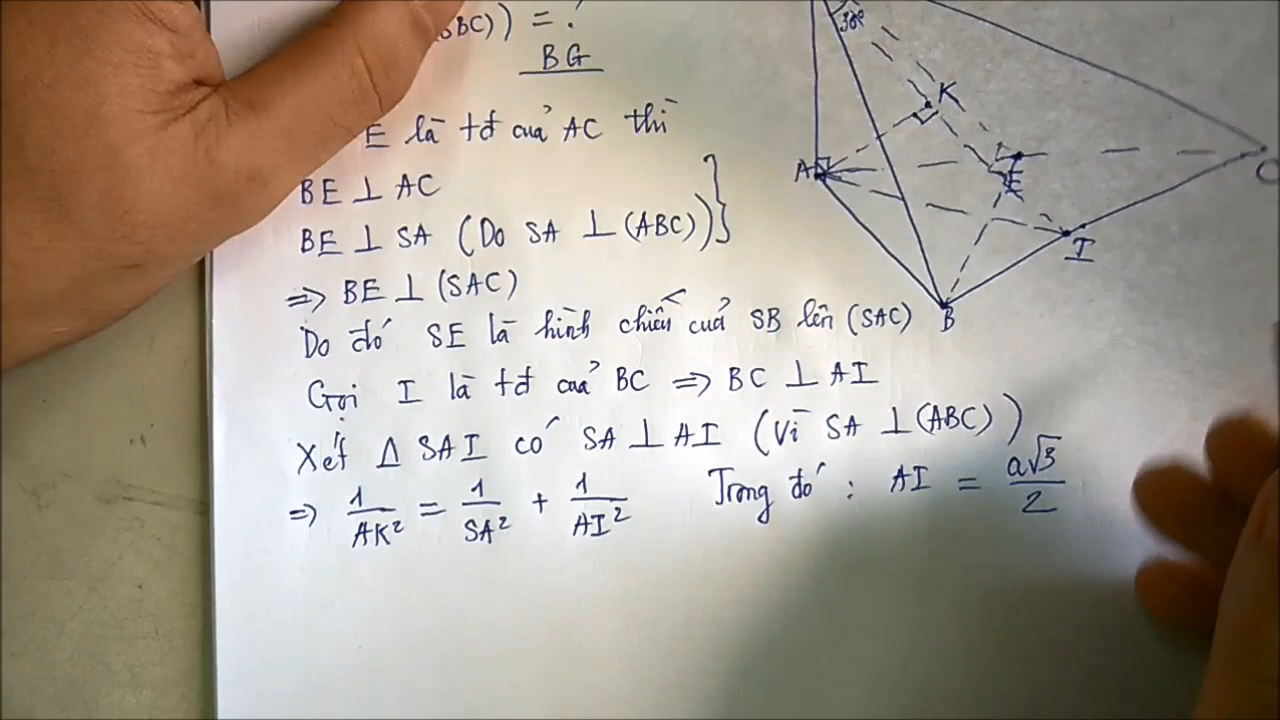 SBC)) = ?
BG
E là tđ của AC thì
BE ⊥ AC
BE ⊥ SA (Do SA ⊥ (ABC))
=> BE ⊥ (SAC)
Do đó SE là hình chiếu của SB lên (SAC)
Gọi I là tđ của BC => BC ⊥ AI
Xét Δ SAI có SA ⊥ AI (Vì SA ⊥ (ABC))
=> 1/AK² = 1/SA² + 1/AI² Trong đó : AI = a√3/2
30°
K
A
E
C
I
B